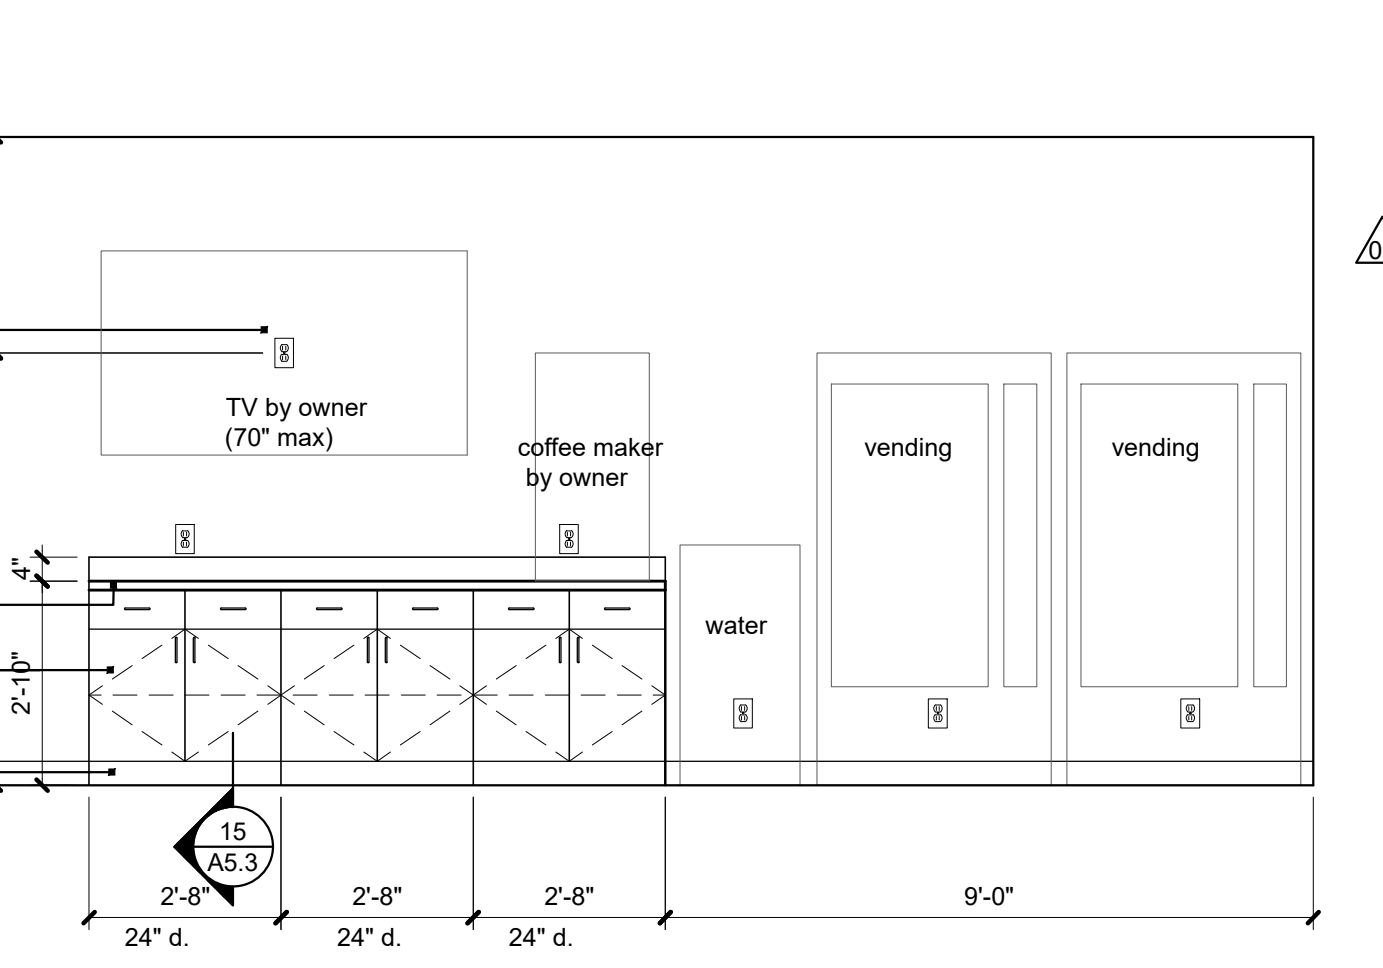 0
TV by owner
(70" max)
coffee maker
by owner
vending
vending
4"
water
2'-10"
15
A5.3
2'-8"
2'-8"
2'-8"
9'-0"
24" d.
24" d.
24" d.